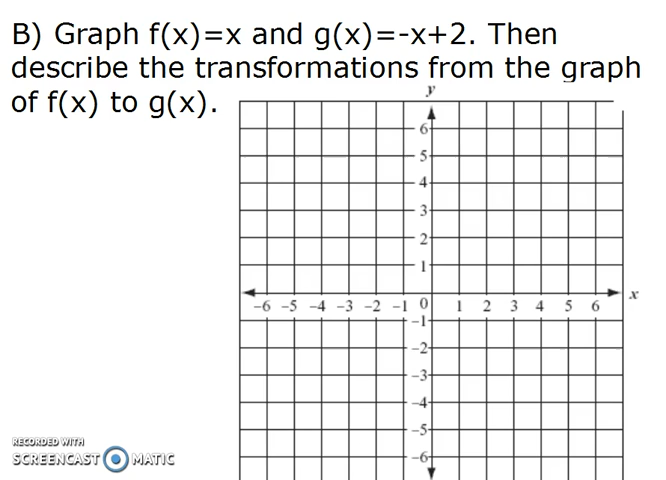 B) Graph f(x)=x and g(x)=-x+2. Then
describe the transformations from the graph
of f(x) to g(x).
y
6
5
4
3
2
1
-6 -5 -4 -3 -2 -1 0 1 2 3 4 5 6 x
-1
-2
-3
-4
-5
-6
RECORDED WITH
SCREENCAST MATIC